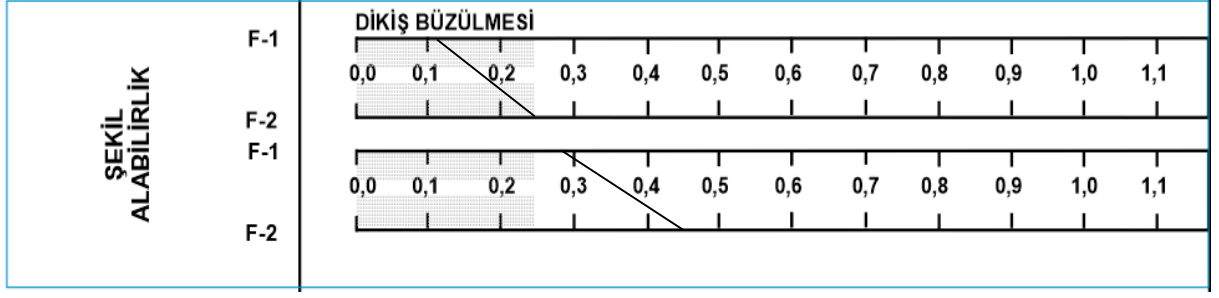 DİKİŞ BÜZÜLMESİ
F-1
0,0 0,1 0,2 0,3 0,4 0,5 0,6 0,7 0,8 0,9 1,0 1,1
F-2
ŞEKİL
ALABİLİRLİK
F-1
0,0 0,1 0,2 0,3 0,4 0,5 0,6 0,7 0,8 0,9 1,0 1,1
F-2